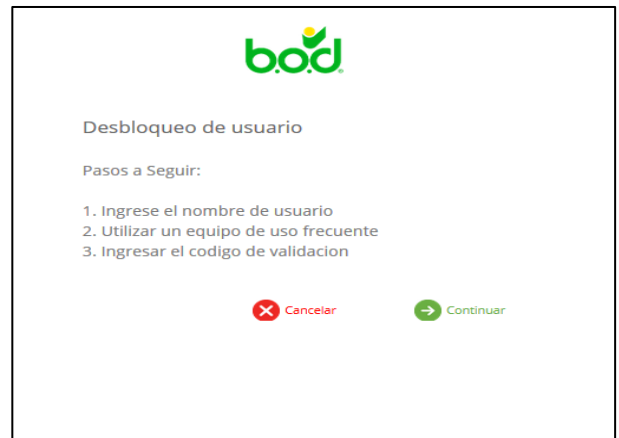 b.o.d.
Desbloqueo de usuario
Pasos a Seguir:
1. Ingrese el nombre de usuario
2. Utilizar un equipo de uso frecuente
3. Ingresar el codigo de validacion
Cancelar Continuar